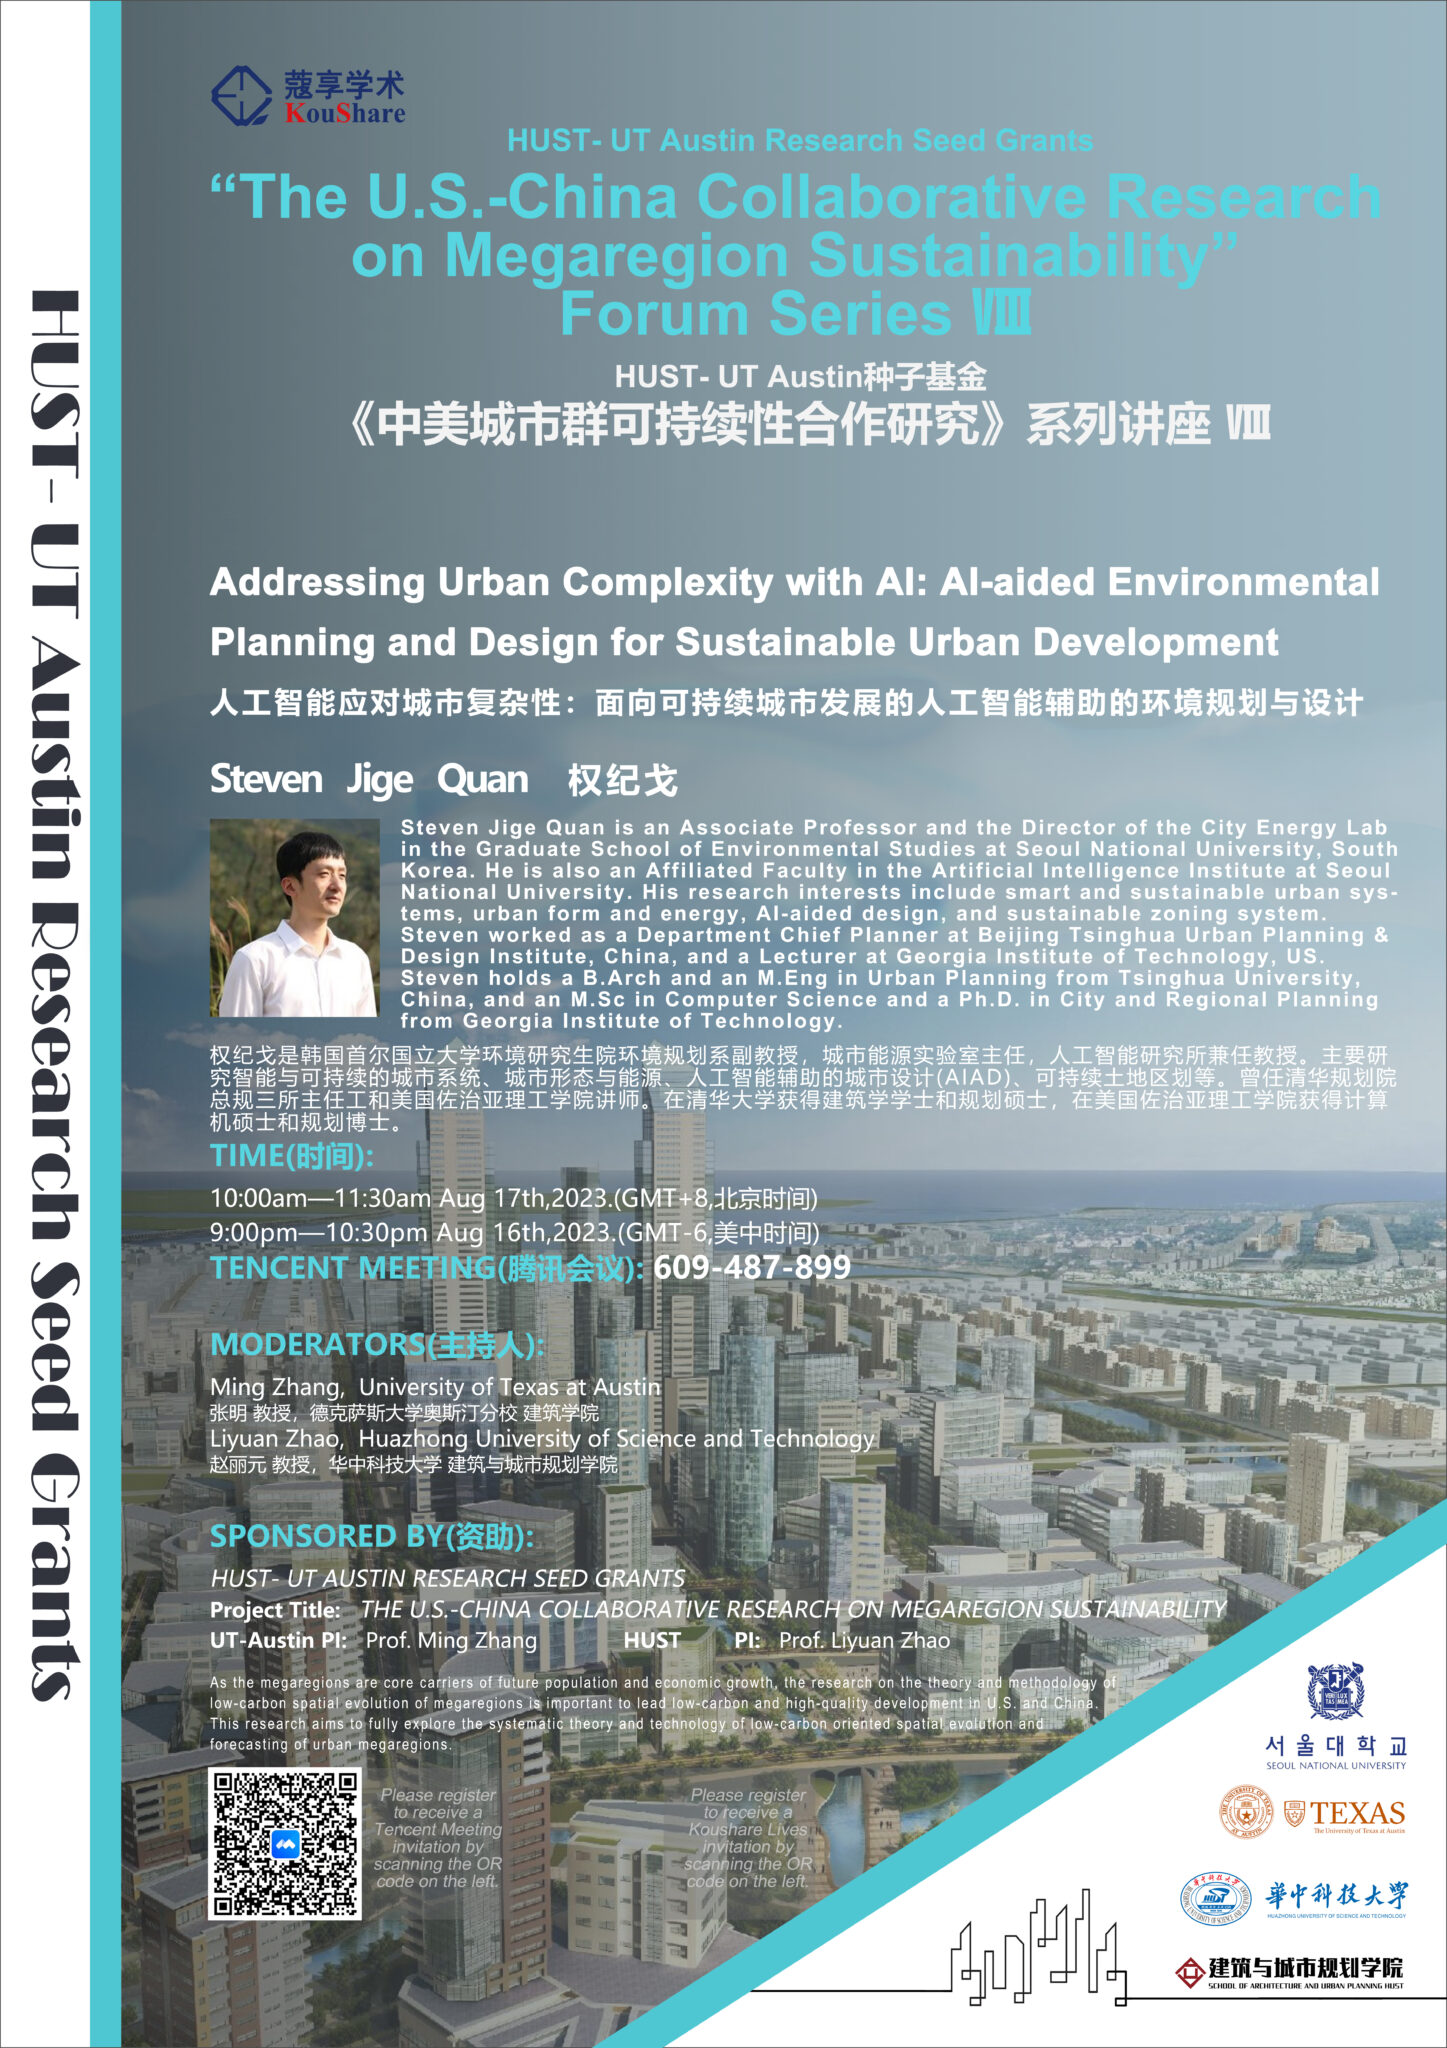 HUST- UT Austin Research Seed Grants
蔻享学术
KouShare
HUST- UT Austin Research Seed Grants
“The U.S.-China Collaborative Research
on Megaregion Sustainability”
Forum Series Ⅷ
HUST- UT Austin种子基金
《中美城市群可持续性合作研究》系列讲座 Ⅷ
Addressing Urban Complexity with AI: AI-aided Environmental
Planning and Design for Sustainable Urban Development
人工智能应对城市复杂性：面向可持续城市发展的人工智能辅助的环境规划与设计
Steven Jige Quan 权纪戈
Steven Jige Quan is an Associate Professor and the Director of the City Energy Lab
in the Graduate School of Environmental Studies at Seoul National University, South
Korea. He is also an Affiliated Faculty in the Artificial Intelligence Institute at Seoul
National University. His research interests include smart and sustainable urban sys-
tems, urban form and energy, AI-aided design, and sustainable zoning system.
Steven worked as a Department Chief Planner at Beijing Tsinghua Urban Planning &
Design Institute, China, and a Lecturer at Georgia Institute of Technology, US.
Steven holds a B.Arch and an M.Eng in Urban Planning from Tsinghua University,
China, and an M.Sc in Computer Science and a Ph.D. in City and Regional Planning
from Georgia Institute of Technology.
权纪戈是韩国首尔国立大学环境研究生院环境规划系副教授，城市能源实验室主任，人工智能研究所兼任教授。主要研
究智能与可持续的城市系统、城市形态与能源、人工智能辅助的城市设计(AIAD)、可持续土地区划等。曾任清华规划院
总规三所主任工和美国佐治亚理工学院讲师。在清华大学获得建筑学学士和规划硕士，在美国佐治亚理工学院获得计算
机硕士和规划博士。
TIME(时间):
10:00am—11:30am Aug 17th,2023.(GMT+8,北京时间)
9:00pm—10:30pm Aug 16th,2023.(GMT-6,美中时间)
TENCENT MEETING(腾讯会议): 609-487-899
MODERATORS(主持人):
Ming Zhang, University of Texas at Austin
张明 教授，德克萨斯大学奥斯汀分校 建筑学院
Liyuan Zhao, Huazhong University of Science and Technology
赵丽元 教授，华中科技大学 建筑与城市规划学院
SPONSORED BY(资助):
HUST- UT AUSTIN RESEARCH SEED GRANTS
Project Title: THE U.S.-CHINA COLLABORATIVE RESEARCH ON MEGAREGION SUSTAINABILITY
UT-Austin PI: Prof. Ming Zhang HUST PI: Prof. Liyuan Zhao
As the megaregions are core carriers of future population and economic growth, the research on the theory and methodology of
low-carbon spatial evolution of megaregions is important to lead low-carbon and high-quality development in U.S. and China.
This research aims to fully explore the systematic theory and technology of low-carbon oriented spatial evolution and
forecasting of urban megaregions.
Please register
to receive a
Tencent Meeting
invitation by
scanning the OR
code on the left.
Please register
to receive a
Koushare Lives
invitation by
scanning the OR
code on the left.
VERI LUX
TAS MEA
서울대학교
SEOUL NATIONAL UNIVERSITY
THE UNIVERSITY OF TEXAS
AT AUSTIN
TEXAS
The University of Texas at Austin
华中科技大学
HUST
華中科技大学
HUAZHONG UNIVERSITY OF SCIENCE AND TECHNOLOGY
建筑与城市规划学院
SCHOOL OF ARCHITECTURE AND URBAN PLANNING HUST